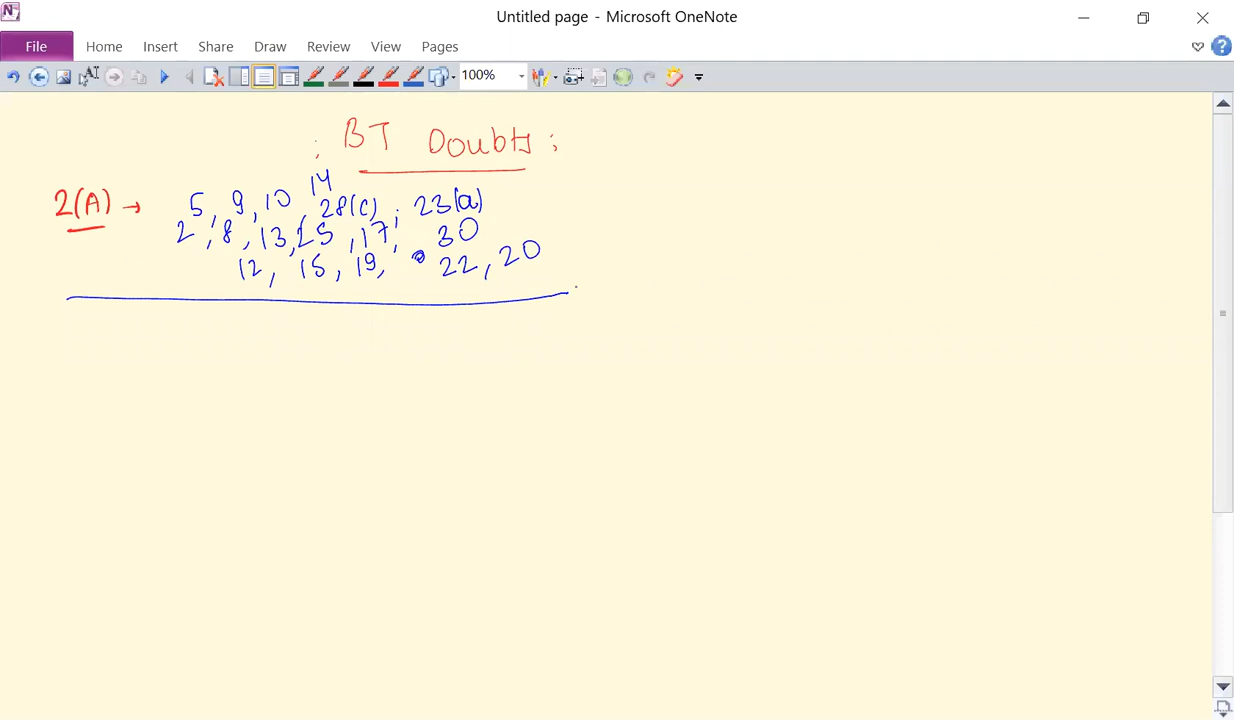 Untitled page - Microsoft OneNote
File Home Insert Share Draw Review View Pages
100%
: BT Doubts :
14
2(A) → 5, 9, 10 28(c), 23(a)
2, 8, 13, 25, 17, 30
12, 15, 19, 22, 20